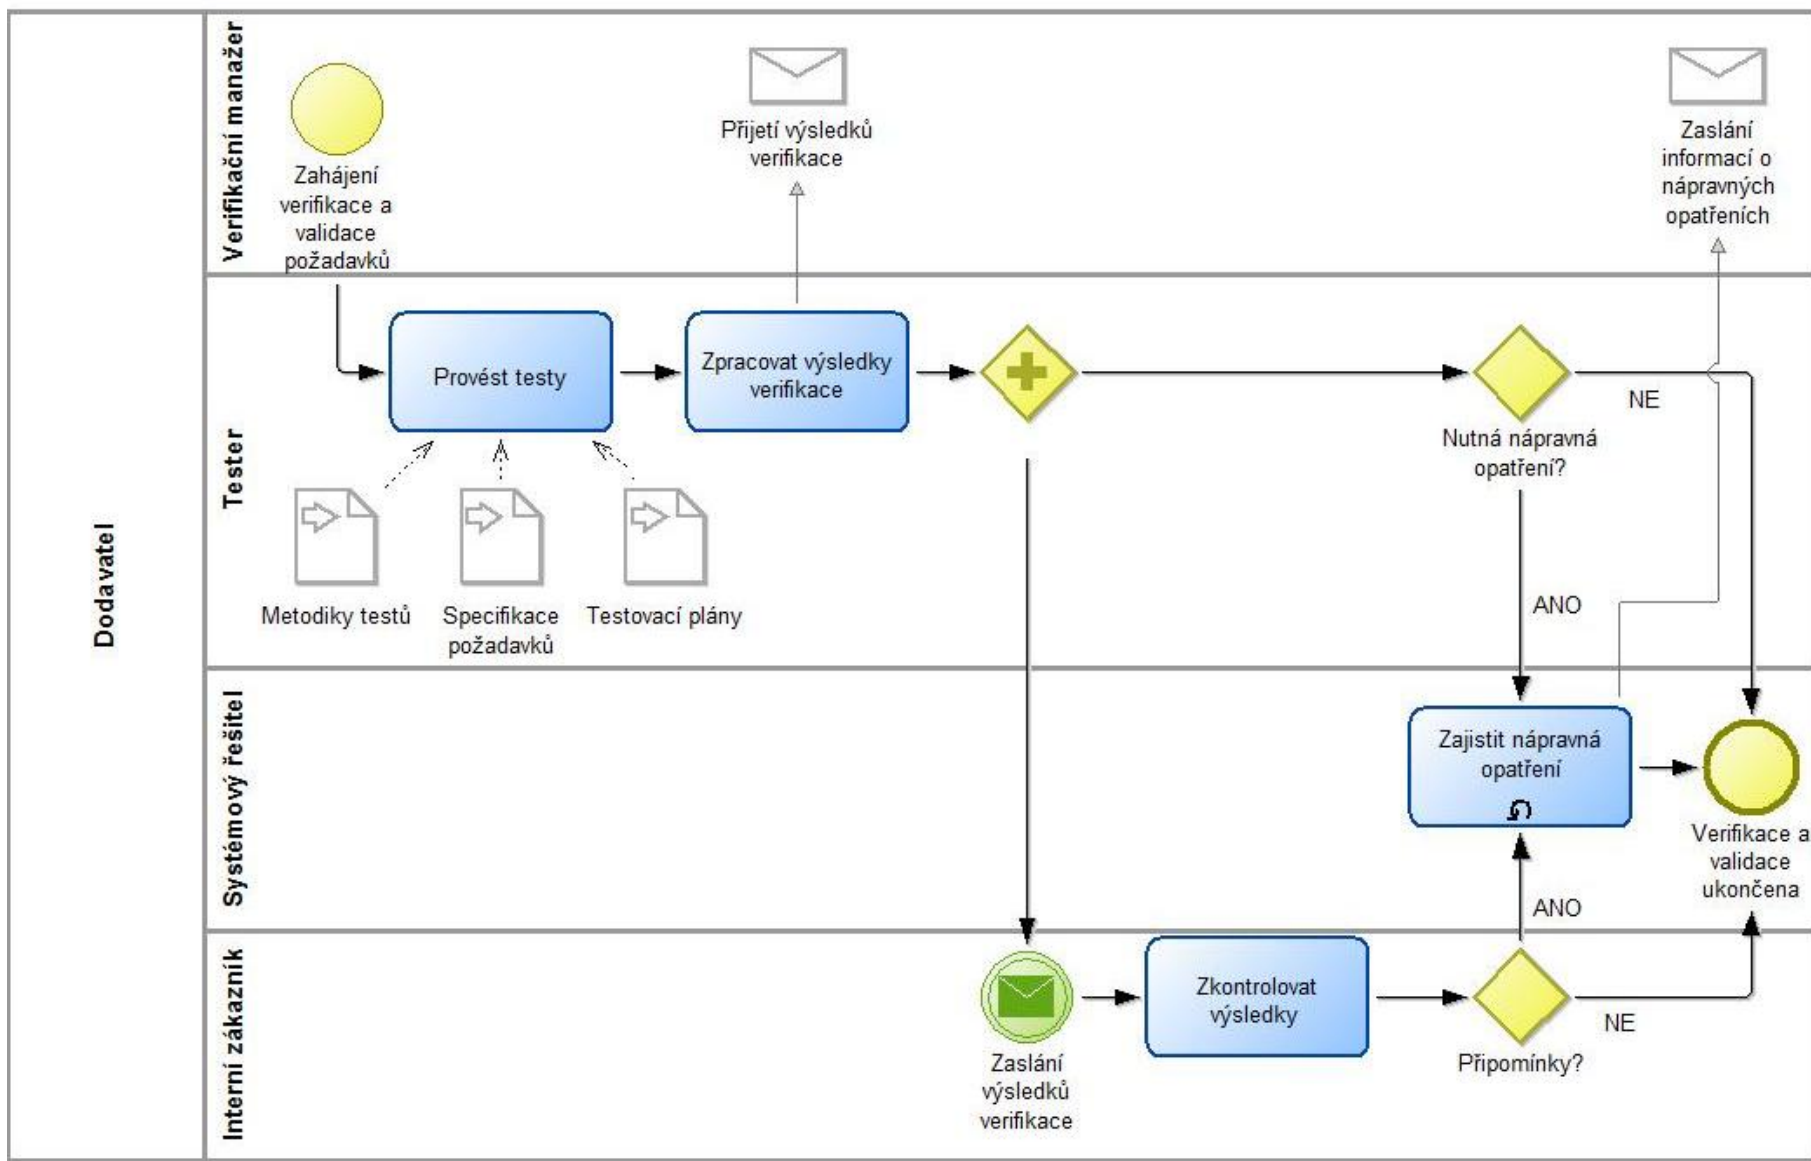 Dodavatel
Verifikační manažer
Zahájení
verifikace a
validace
požadavků
Přijetí výsledků
verifikace
Zaslání
informací o
nápravných
opatřeních
Tester
Provést testy
Zpracovat výsledky
verifikace
NE
Nutná nápravná
opatření?
Metodiky testů
Specifikace
požadavků
Testovací plány
ANO
Systémový řešitel
Zajistit nápravná
opatření
Verifikace a
validace
ukončena
ANO
Interní zákazník
Zaslání
výsledků
verifikace
Zkontrolovat
výsledky
Připomínky?
NE